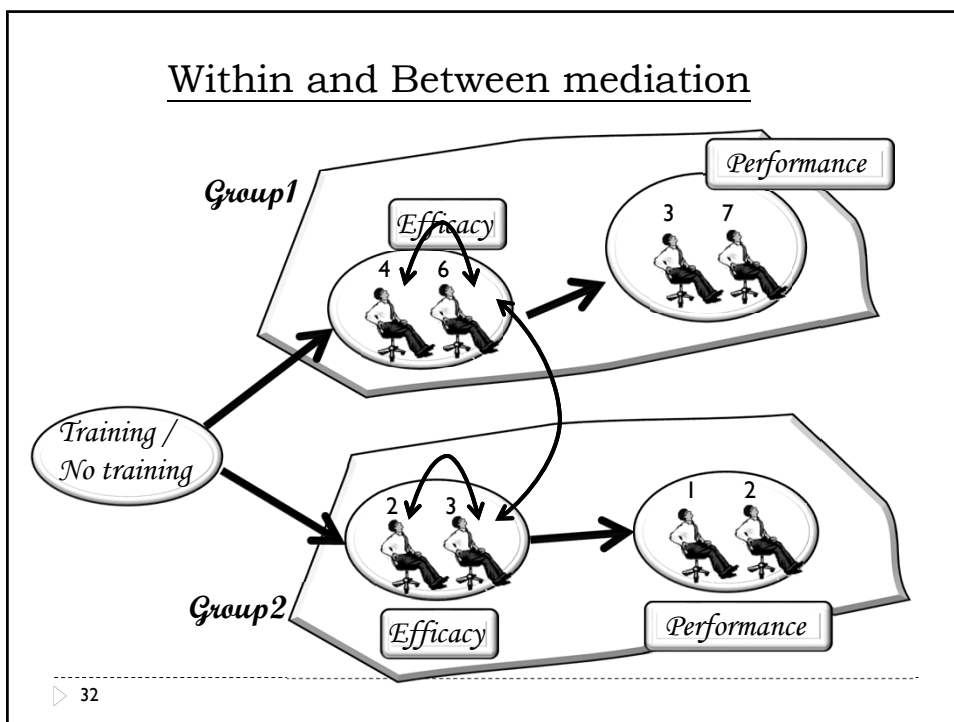 Within and Between mediation
Performance
Group1
3 7
Efficacy
4 6
Training /
No training
2 3
1 2
Group2
Efficacy
Performance
32